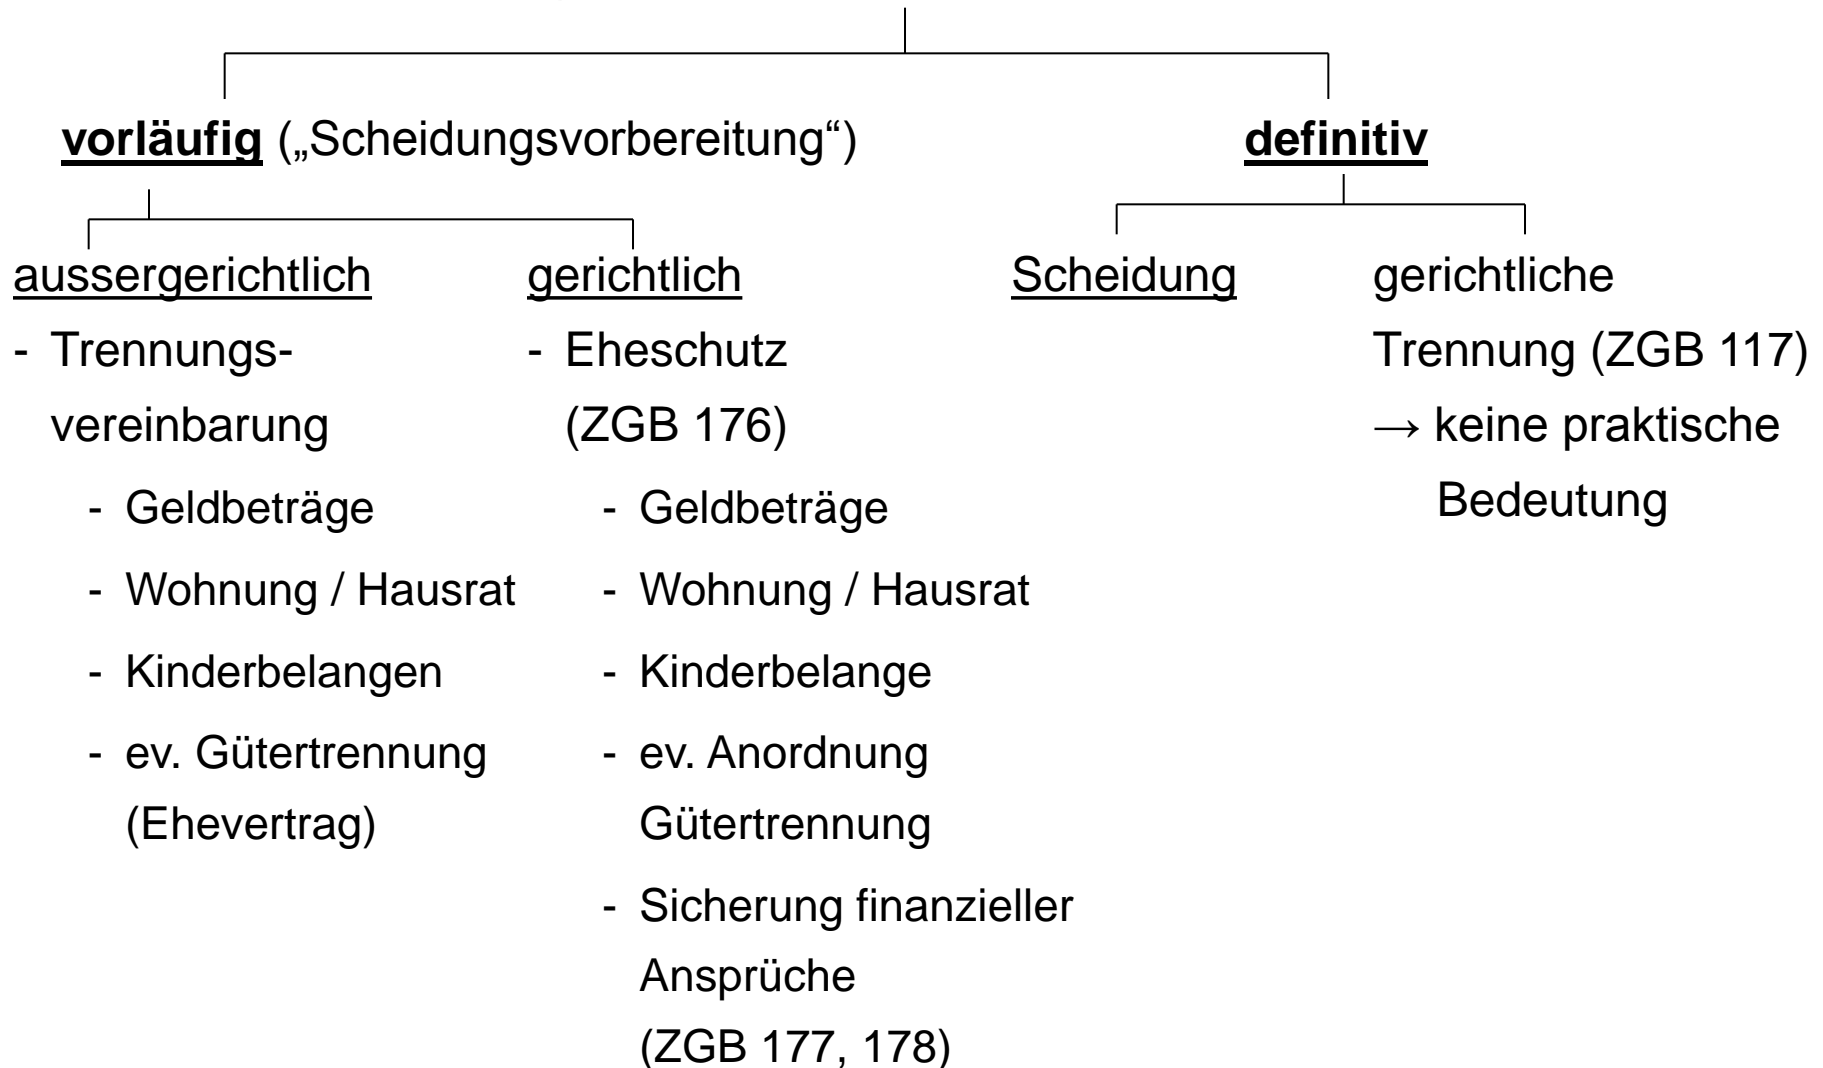 vorläufig („Scheidungsvorbereitung“)
definitiv
aussergerichtlich
- Trennungs-
vereinbarung
- Geldbeträge
- Wohnung / Hausrat
- Kinderbelangen
- ev. Gütertrennung
(Ehevertrag)
gerichtlich
- Eheschutz
(ZGB 176)
- Geldbeträge
- Wohnung / Hausrat
- Kinderbelange
- ev. Anordnung
Gütertrennung
- Sicherung finanzieller
Ansprüche
(ZGB 177, 178)
Scheidung
gerichtliche
Trennung (ZGB 117)
→ keine praktische
Bedeutung